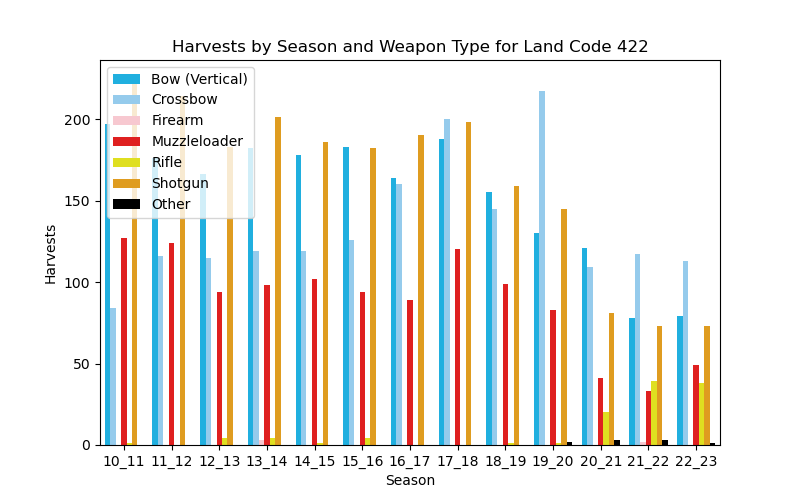 Harvests by Season and Weapon Type for Land Code 422
Bow (Vertical)
Crossbow
Firearm
Muzzleloader
Rifle
Shotgun
Other
200
150
100
50
0
Harvests
10_11 11_12 12_13 13_14 14_15 15_16 16_17 17_18 18_19 19_20 20_21 21_22 22_23
Season